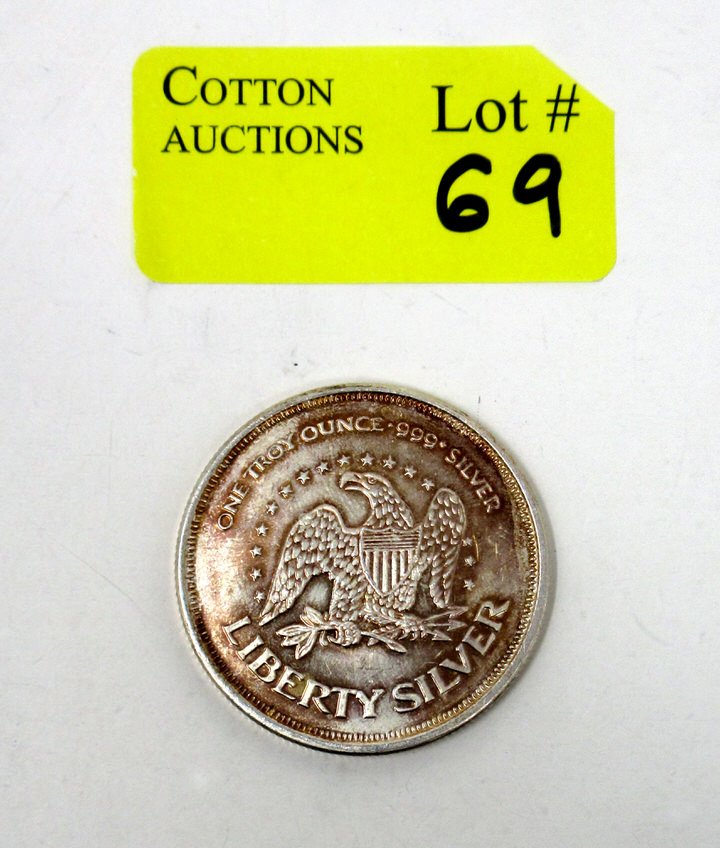 COTTON
AUCTIONS
Lot #
69
ONE TROY OUNCE · 999 · SILVER
LIBERTY SILVER